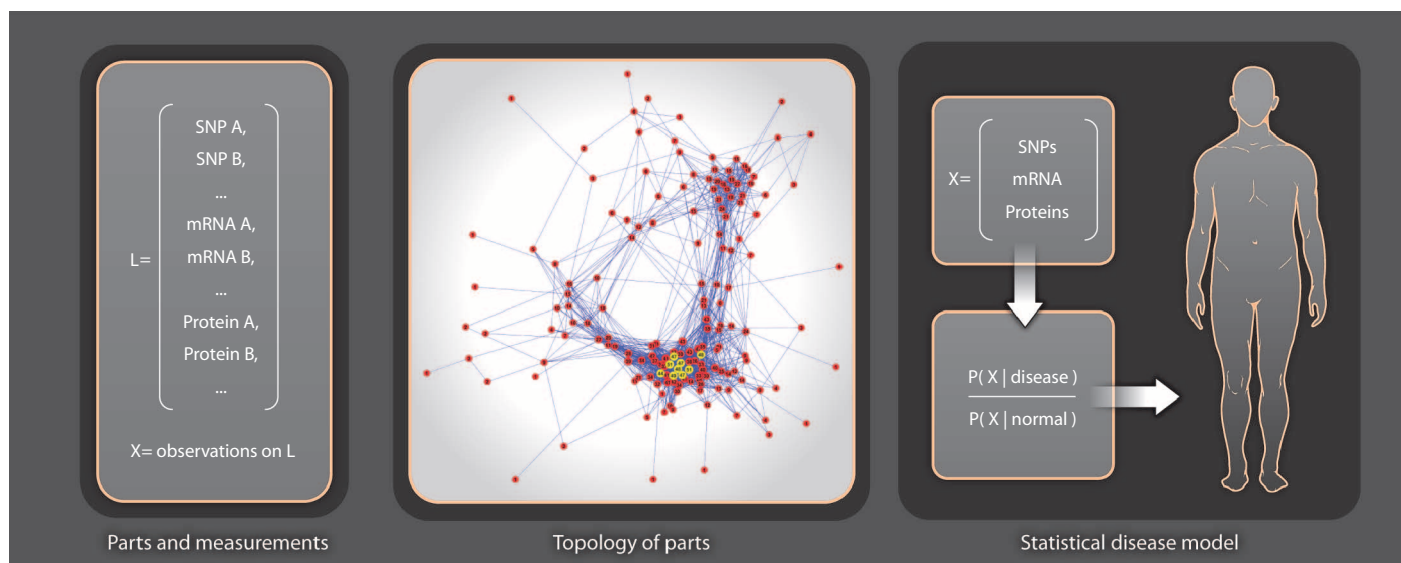 SNP A,
SNP B,
...
mRNA A,
L=
mRNA B,
...
Protein A,
Protein B,
...
X= observations on L
Parts and measurements
Topology of parts
SNPs
X=
mRNA
Proteins
P( X | disease )
P( X | normal )
Statistical disease model